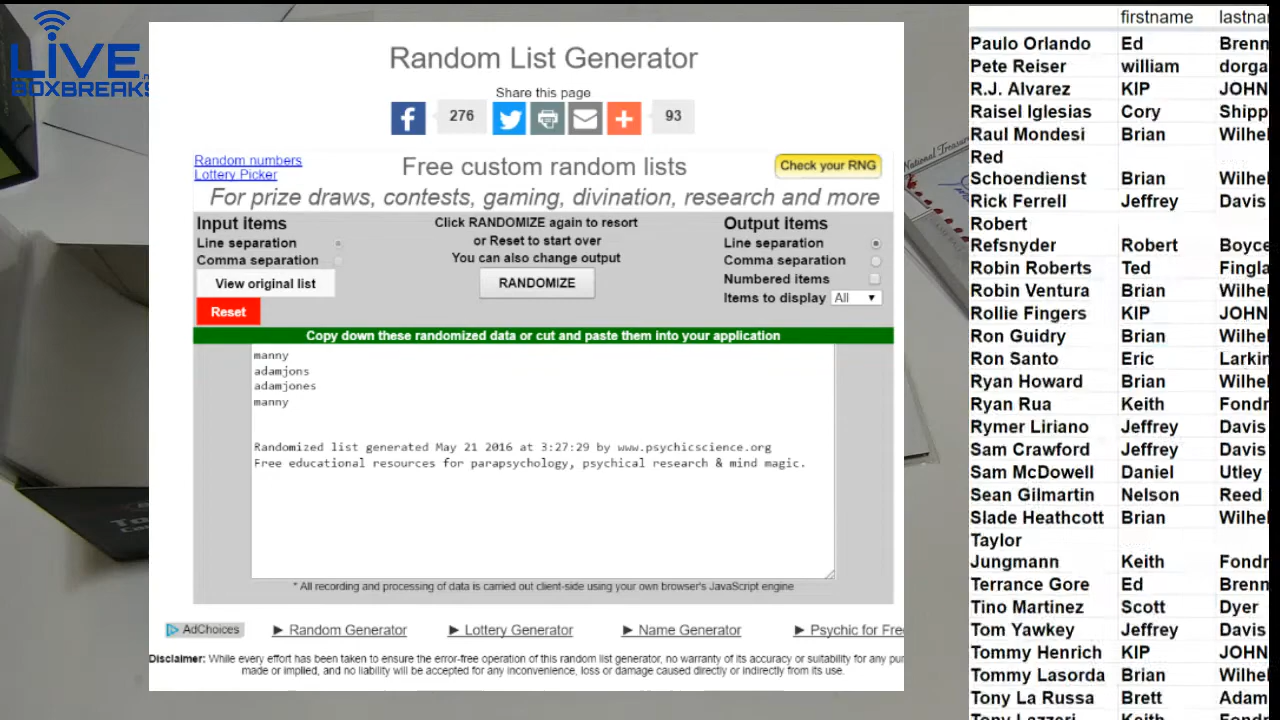 LIVE
BOXBREAKS
Random List Generator
Share this page
276
93
Random numbers
Lottery Picker
Free custom random lists
Check your RNG
For prize draws, contests, gaming, divination, research and more
Input items
Line separation
Comma separation
View original list
Reset
Click RANDOMIZE again to resort
or Reset to start over
You can also change output
RANDOMIZE
Output items
Line separation
Comma separation
Numbered items
Items to display All
Copy down these randomized data or cut and paste them into your application
manny
adamjons
adamjones
manny
Randomized list generated May 21 2016 at 3:27:29 by www.psychicscience.org
Free educational resources for parapsychology, psychical research & mind magic.
* All recording and processing of data is carried out client-side using your own browser's JavaScript engine
AdChoices
► Random Generator
► Lottery Generator
► Name Generator
► Psychic for Free
Disclaimer: While every effort has been taken to ensure the error-free operation of this random list generator, no warranty of its accuracy or suitability for any pur
made or implied, and no liability will be accepted for any inconvenience, loss or damage caused directly or indirectly from its use.
National Treasures
firstname lastna
Paulo Orlando Ed Brenn
Pete Reiser william dorga
R.J. Alvarez KIP JOHN
Raisel Iglesias Cory Shipp
Raul Mondesi Brian Wilhel
Red
Schoendienst Brian Wilhel
Rick Ferrell Jeffrey Davis
Robert
Refsnyder Robert Boyce
Robin Roberts Ted Fingla
Robin Ventura Brian Wilhel
Rollie Fingers KIP JOHN
Ron Guidry Brian Wilhel
Ron Santo Eric Larkin
Ryan Howard Brian Wilhel
Ryan Rua Keith Fondr
Rymer Liriano Jeffrey Davis
Sam Crawford Jeffrey Davis
Sam McDowell Daniel Utley
Sean Gilmartin Nelson Reed
Slade Heathcott Brian Wilhel
Taylor
Jungmann Keith Fondr
Terrance Gore Ed Brenn
Tino Martinez Scott Dyer
Tom Yawkey Jeffrey Davis
Tommy Henrich KIP JOHN
Tommy Lasorda Brian Wilhel
Tony La Russa Brett Adam
Tony Lazzeri Keith Fondr